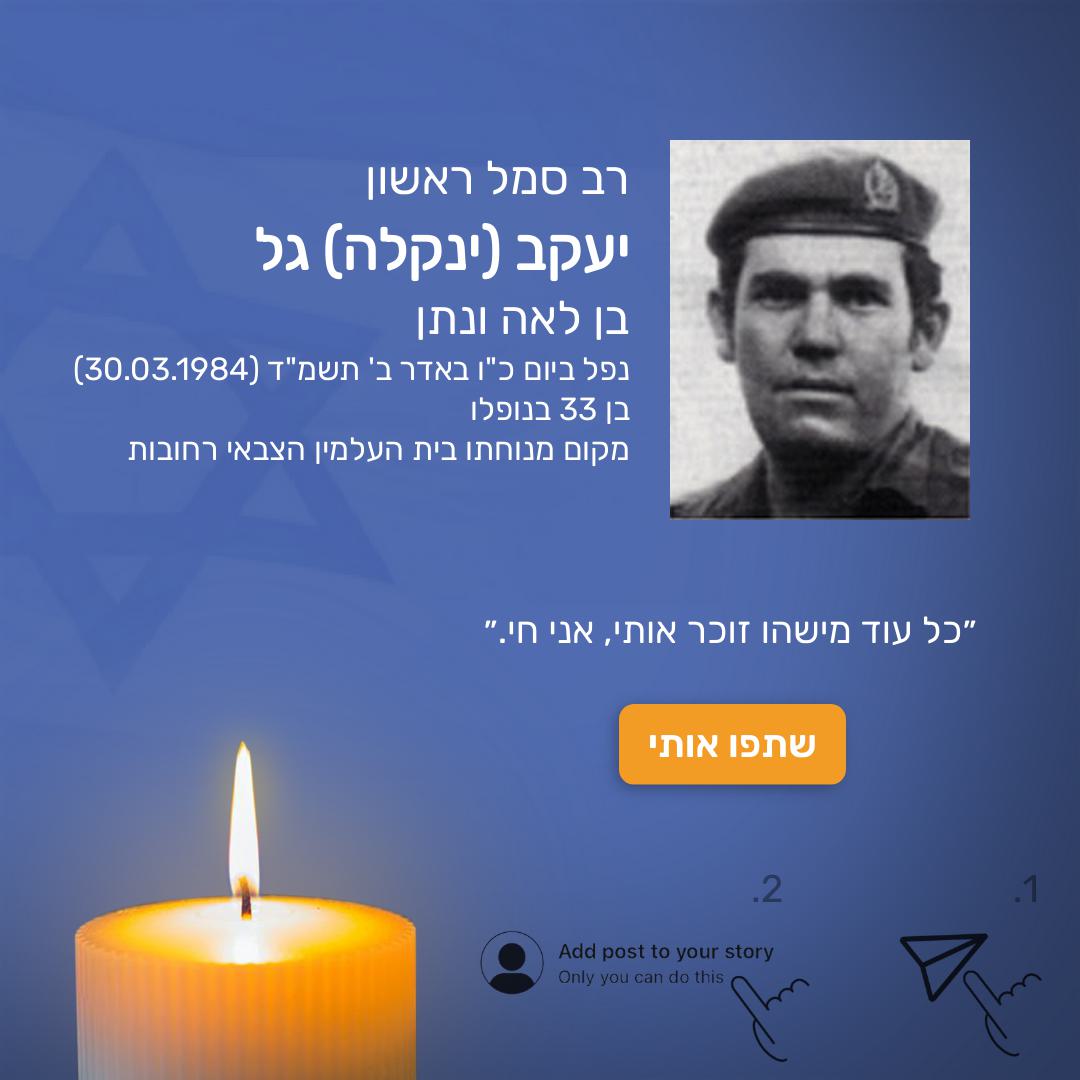 רב סמל ראשון
יעקב (ינקלה) גל
בן לאה ונתן
נפל ביום כ"ו באדר ב' תשמ"ד (30.03.1984)
בן 33 בנופלו
מקום מנוחתו בית העלמין הצבאי רחובות
״כל עוד מישהו זוכר אותי, אני חי.״
שתפו אותי
.1
.2
Add post to your story
Only you can do this